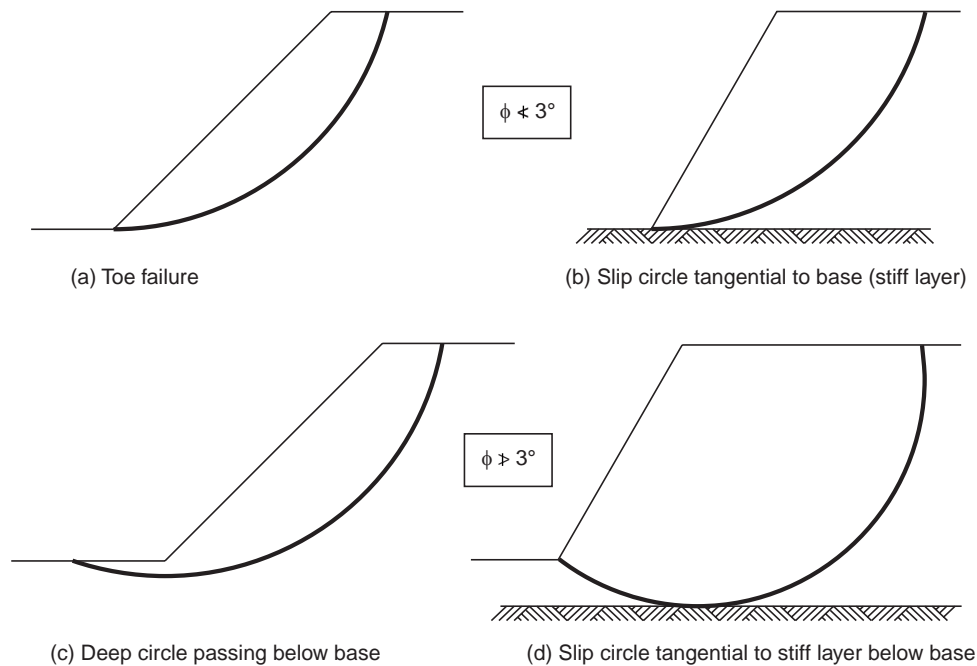 ϕ ≮ 3°
(a) Toe failure
(b) Slip circle tangential to base (stiff layer)
ϕ ≯ 3°
(c) Deep circle passing below base
(d) Slip circle tangential to stiff layer below base